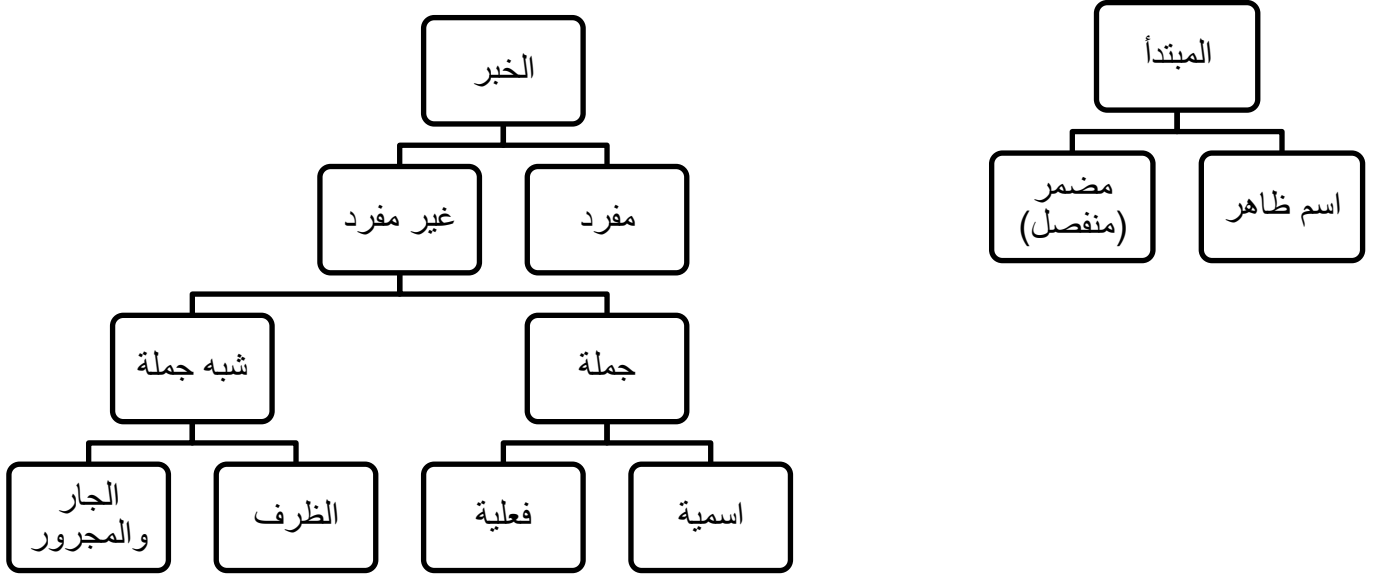 المبتدأ
اسم ظاهر
مضمر
(منفصل)
الخبر
مفرد
غير مفرد
جملة
شبه جملة
اسمية
فعلية
الظرف
الجار
والمجرور